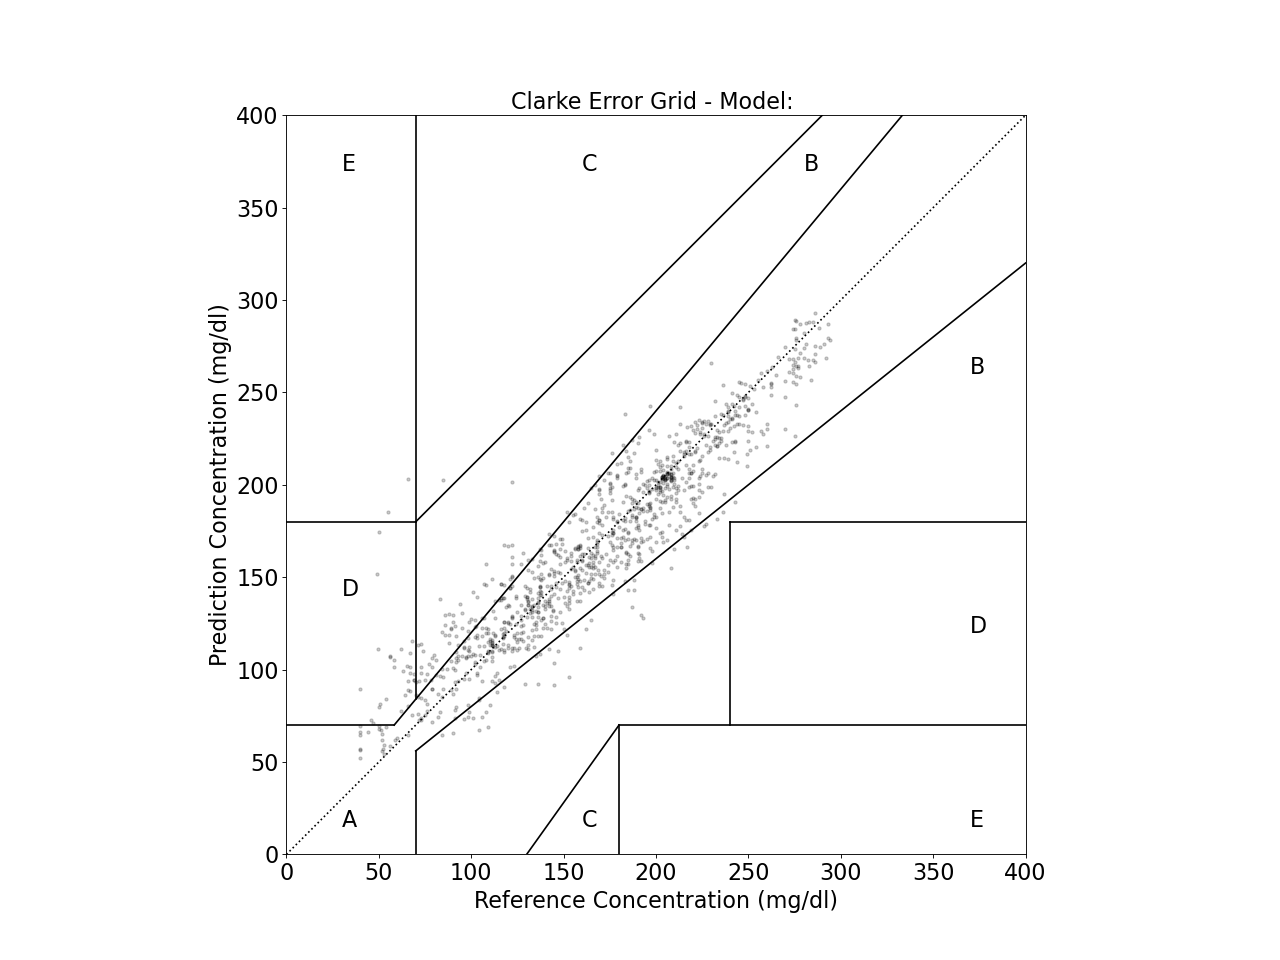 Clarke Error Grid - Model:
400
E
C
B
350
300
B
250
200
150
D
D
100
50
A
C
E
0
0 50 100 150 200 250 300 350 400
Prediction Concentration (mg/dl)
Reference Concentration (mg/dl)